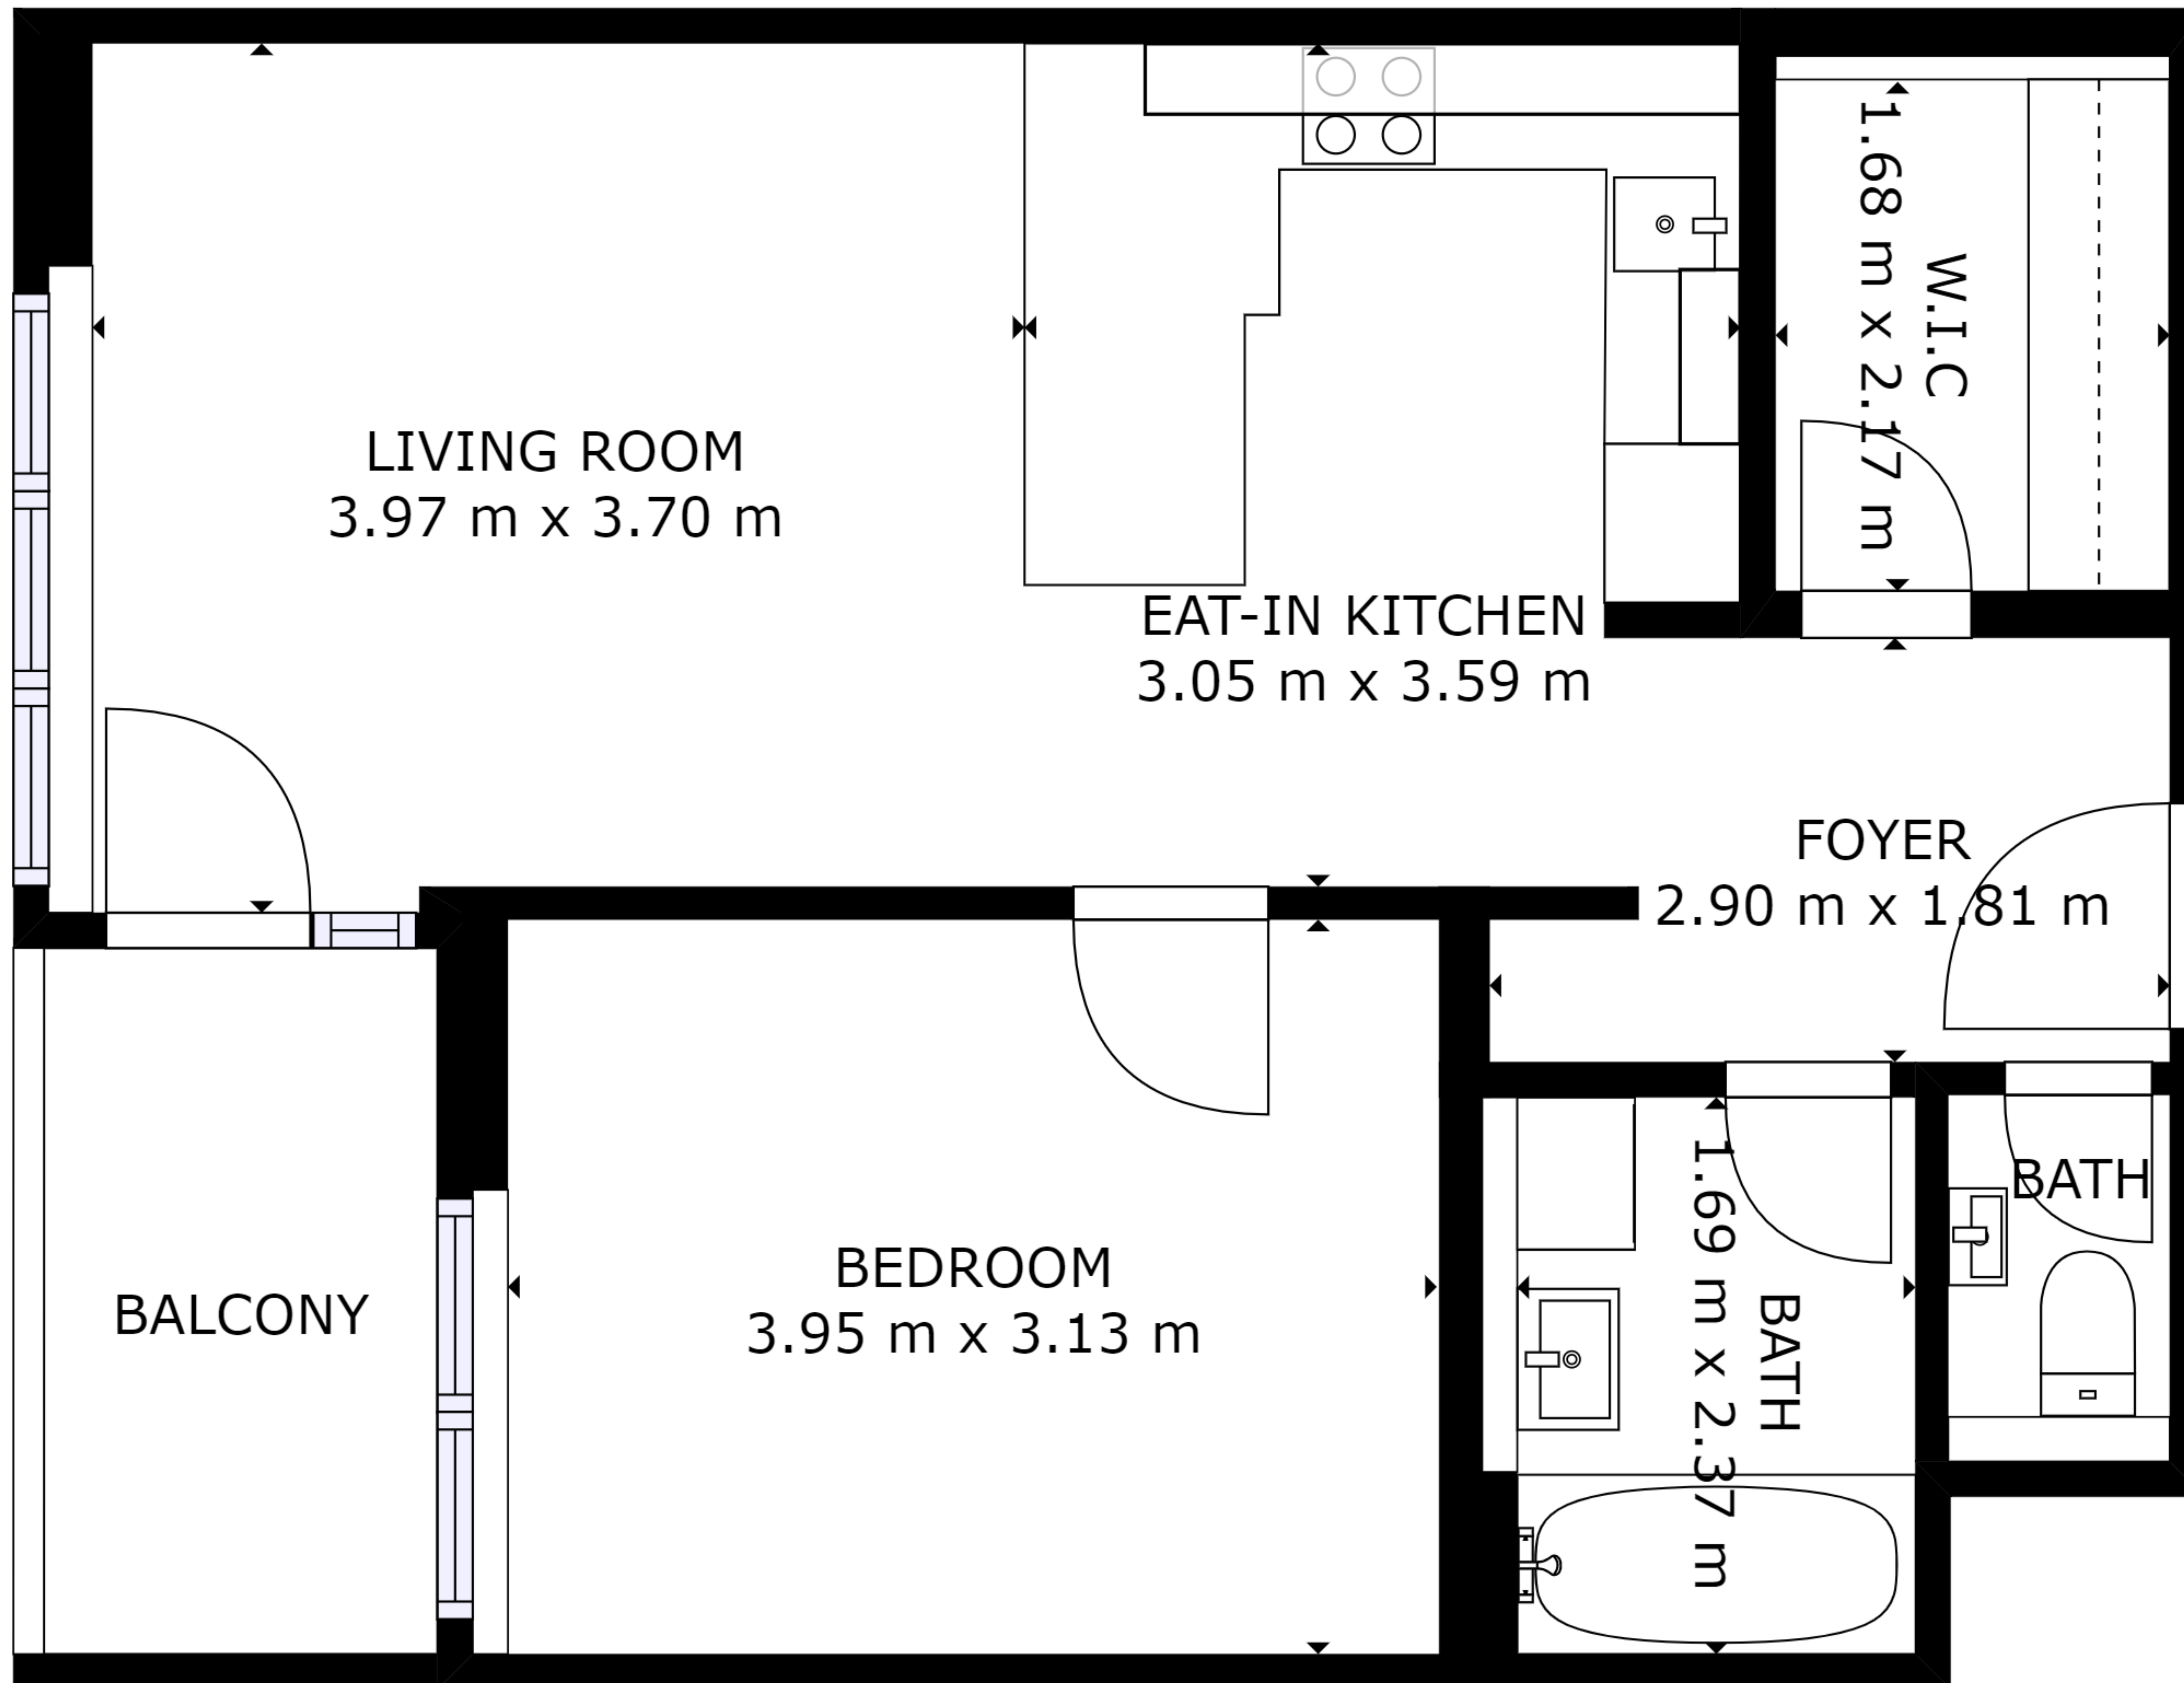 W.I.C
1.68 m x 2.17 m
LIVING ROOM
3.97 m x 3.70 m
EAT-IN KITCHEN
3.05 m x 3.59 m
FOYER
2.90 m x 1.81 m
BATH
BEDROOM
3.95 m x 3.13 m
BALCONY
BATH
1.69 m x 2.37 m